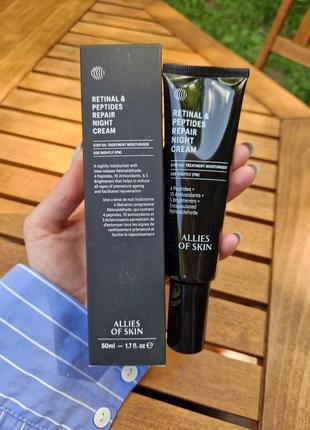 RETINAL &
PEPTIDES
REPAIR
NIGHT
CREAM
STEP 04: TREATMENT MOISTURISER
USE NIGHTLY (PM)
A nightly moisturiser with
time-release Retinaldehyde,
4 Peptides, 10 Antioxidants, & 5
Brighteners that helps to reduce
all signs of premature ageing
and facilitates rejuvenation
Une crème de nuit hydratante
à libération progressive
Rétinaldéhyde, qui contient
4 peptides, 10 antioxydants et
5 éclaircissants permettant
d'estomper tous les signes de
vieillissement prématuré et
facilite le rajeunissement
ALLIES
OF SKIN
50ml — 1.7 fl. oz ℮
RETINAL &
PEPTIDES
REPAIR
NIGHT
CREAM
STEP 04: TREATMENT MOISTURISER
USE NIGHTLY (PM)
4 Peptides +
10 Antioxidants +
5 Brighteners +
Encapsulated
Retinaldehyde
ALLIES
OF SKIN